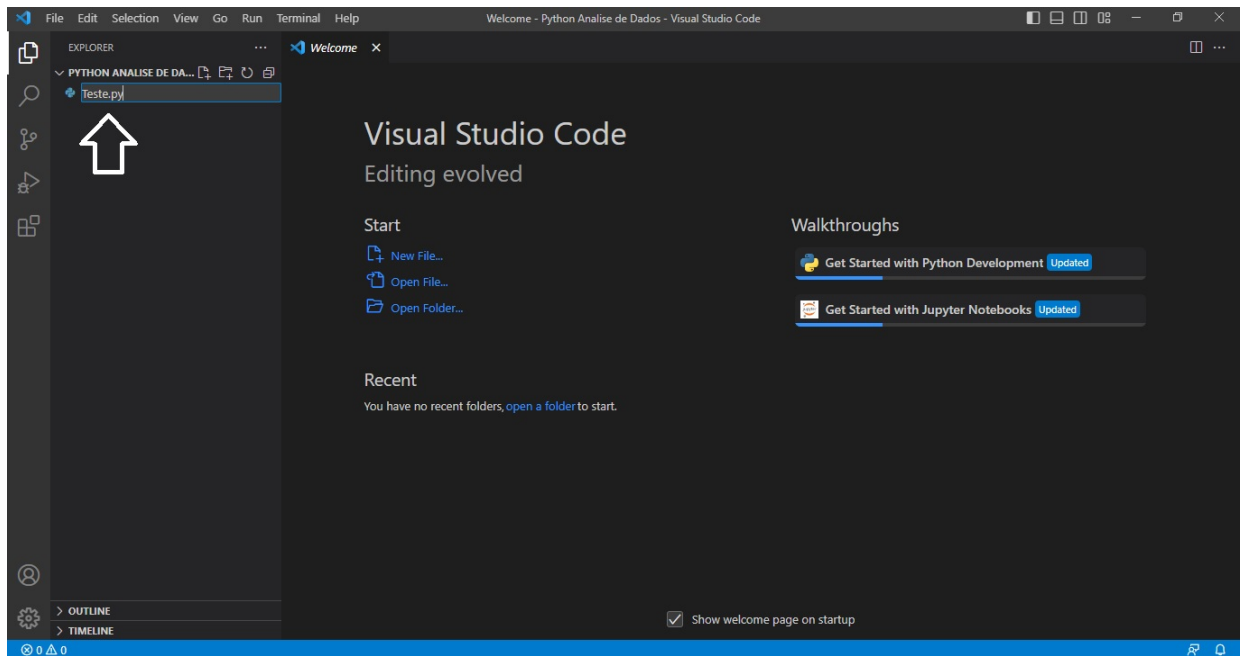 File Edit Selection View Go Run Terminal Help
Welcome - Python Analise de Dados - Visual Studio Code
EXPLORER
Welcome
PYTHON ANALISE DE DA...
Teste.py
Visual Studio Code
Editing evolved
Start
New File...
Open File...
Open Folder...
Walkthroughs
Get Started with Python Development Updated
Get Started with Jupyter Notebooks Updated
Recent
You have no recent folders, open a folder to start.
OUTLINE
TIMELINE
Show welcome page on startup
0 0